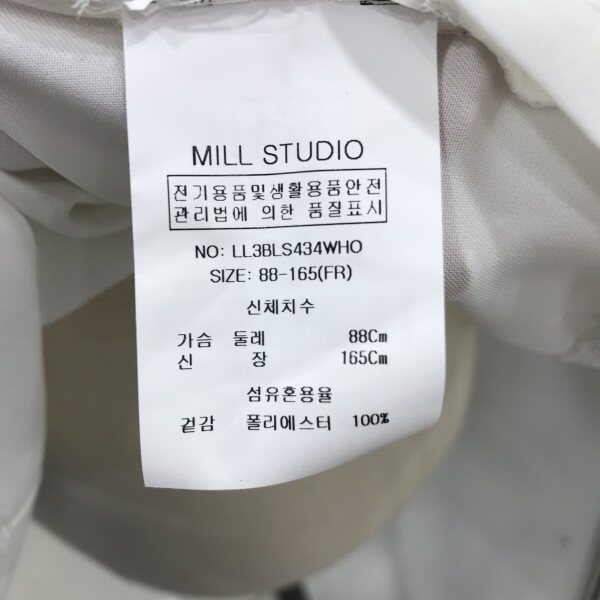 MILL STUDIO
전기용품및생활용품안전
관리법에 의한 품질표시
NO: LL3BLS434WHO
SIZE: 88-165(FR)
신체치수
가슴 둘레 88Cm
신 장 165Cm
섬유혼용율
겉감 폴리에스터 100%